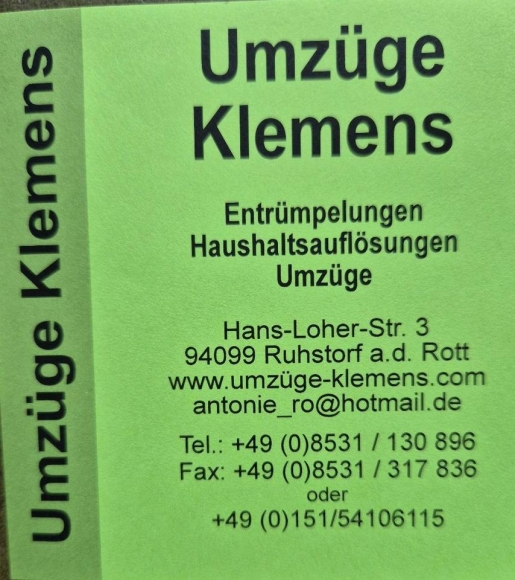 Umzüge Klemens
Umzüge
Klemens
Entrümpelungen
Haushaltsauflösungen
Umzüge
Hans-Loher-Str. 3
94099 Ruhstorf a.d. Rott
www.umzüge-klemens.com
antonie_ro@hotmail.de
Tel.: +49 (0)8531 / 130 896
Fax: +49 (0)8531 / 317 836
oder
+49 (0)151/54106115